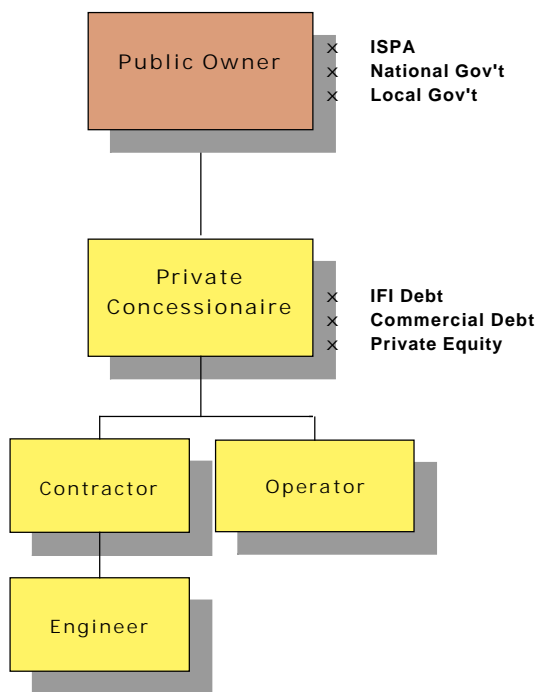 Public Owner
× ISPA
× National Gov't
× Local Gov't
Private
Concessionaire
× IFI Debt
× Commercial Debt
× Private Equity
Contractor
Operator
Engineer